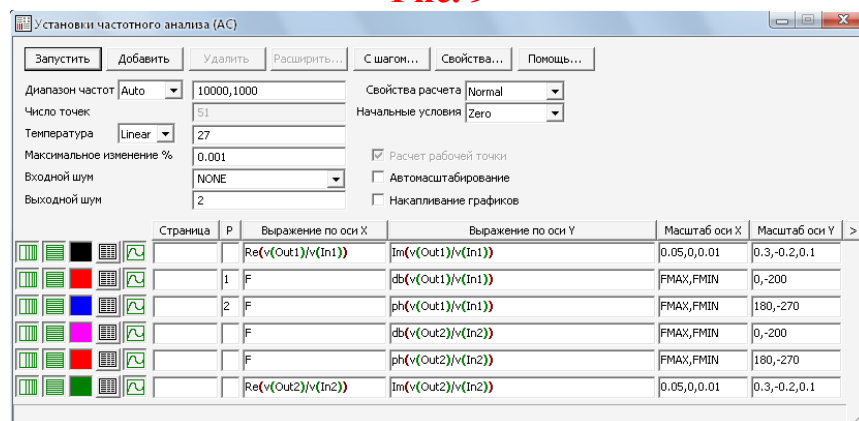 Рис. 9
Установки частотного анализа (AC)
Запустить Добавить Удалить Расширить... С шагом... Свойства... Помощь...
Диапазон частот Auto 10000,1000 Свойства расчета Normal
Число точек 51 Начальные условия Zero
Температура Linear 27
Максимальное изменение % 0.001 Расчет рабочей точки
Входной шум NONE Автомасштабирование
Выходной шум 2 Накапливание графиков
Страница P Выражение по оси X Выражение по оси Y Масштаб оси X Масштаб оси Y >
Re(v(Out1)/v(In1)) Im(v(Out1)/v(In1)) 0.05,0,0.01 0.3,-0.2,0.1
1 F db(v(Out1)/v(In1)) FMAX,FMIN 0,-200
2 F ph(v(Out1)/v(In1)) FMAX,FMIN 180,-270
F db(v(Out2)/v(In2)) FMAX,FMIN 0,-200
F ph(v(Out2)/v(In2)) FMAX,FMIN 180,-270
Re(v(Out2)/v(In2)) Im(v(Out2)/v(In2)) 0.05,0,0.01 0.3,-0.2,0.1